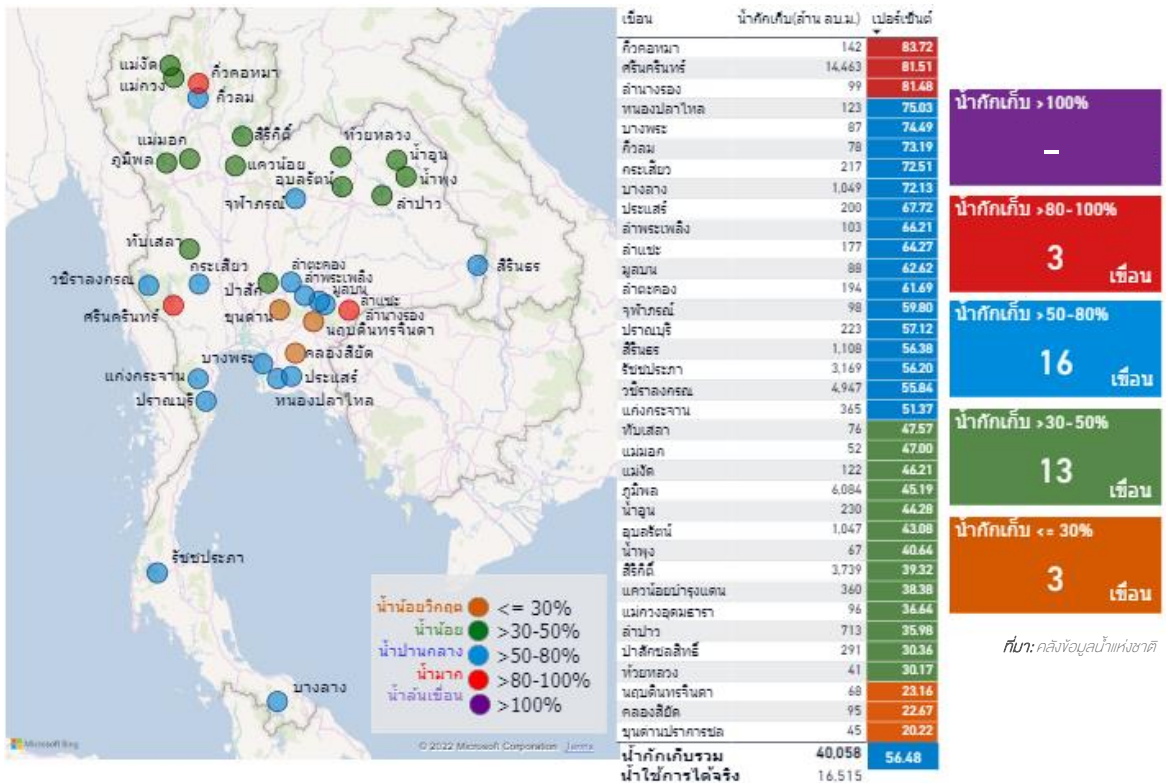 แม่งัด
แม่กวง
กิ่วคอหมา
กิ่วลม
สิริกิติ์
ห้วยหลวง
แม่มอก
น้ำอูน
ภูมิพล
แควน้อย
น้ำพุง
อุบลรัตน์
ลำปาว
จุฬาภรณ์
ทับเสลา
กระเสียว
ลำตะคอง
สิรินธร
วชิราลงกรณ
ลำพระเพลิง
ป่าสัก
มูลบน
ลำแชะ
ศรีนครินทร์
ขุนด่าน
ลำนางรอง
นฤบดินทรจินดา
บางพระ
คลองสียัด
แก่งกระจาน
ประแสร์
ปราณบุรี
หนองปลาไหล
รัชชประภา
บางลาง
น้ำน้อยวิกฤต <= 30%
น้ำน้อย >30-50%
น้ำปานกลาง >50-80%
น้ำมาก >80-100%
น้ำล้นเขื่อน >100%
Microsoft Bing
© 2022 Microsoft Corporation Terms
เขื่อน น้ำกักเก็บ(ล้าน ลบ.ม.) เปอร์เซ็นต์
กิ่วคอหมา 142 83.72
ศรีนครินทร์ 14,463 81.51
ลำนางรอง 99 81.48
หนองปลาไหล 123 75.03
บางพระ 87 74.49
กิ่วลม 78 73.19
กระเสียว 217 72.51
บางลาง 1,049 72.13
ประแสร์ 200 67.72
ลำพระเพลิง 103 66.21
ลำแชะ 177 64.27
มูลบน 88 62.62
ลำตะคอง 194 61.69
จุฬาภรณ์ 98 59.80
ปราณบุรี 223 57.12
สิรินธร 1,108 56.38
รัชชประภา 3,169 56.20
วชิราลงกรณ 4,947 55.84
แก่งกระจาน 365 51.37
ทับเสลา 76 47.57
แม่มอก 52 47.00
แม่งัด 122 46.21
ภูมิพล 6,084 45.19
น้ำอูน 230 44.28
อุบลรัตน์ 1,047 43.08
น้ำพุง 67 40.64
สิริกิติ์ 3,739 39.32
แควน้อยบำรุงแดน 360 38.38
แม่กวงอุดมธารา 96 36.64
ลำปาว 713 35.98
ป่าสักชลสิทธิ์ 291 30.36
ห้วยหลวง 41 30.17
นฤบดินทรจินดา 68 23.16
คลองสียัด 95 22.67
ขุนด่านปราการชล 45 20.22
น้ำกักเก็บรวม 40,058 56.48
น้ำใช้การได้จริง 16,515
น้ำกักเก็บ >100%
-
น้ำกักเก็บ >80-100%
3
เขื่อน
น้ำกักเก็บ >50-80%
16
เขื่อน
น้ำกักเก็บ >30-50%
13
เขื่อน
น้ำกักเก็บ <= 30%
3
เขื่อน
ที่มา: คลังข้อมูลน้ำแห่งชาติ